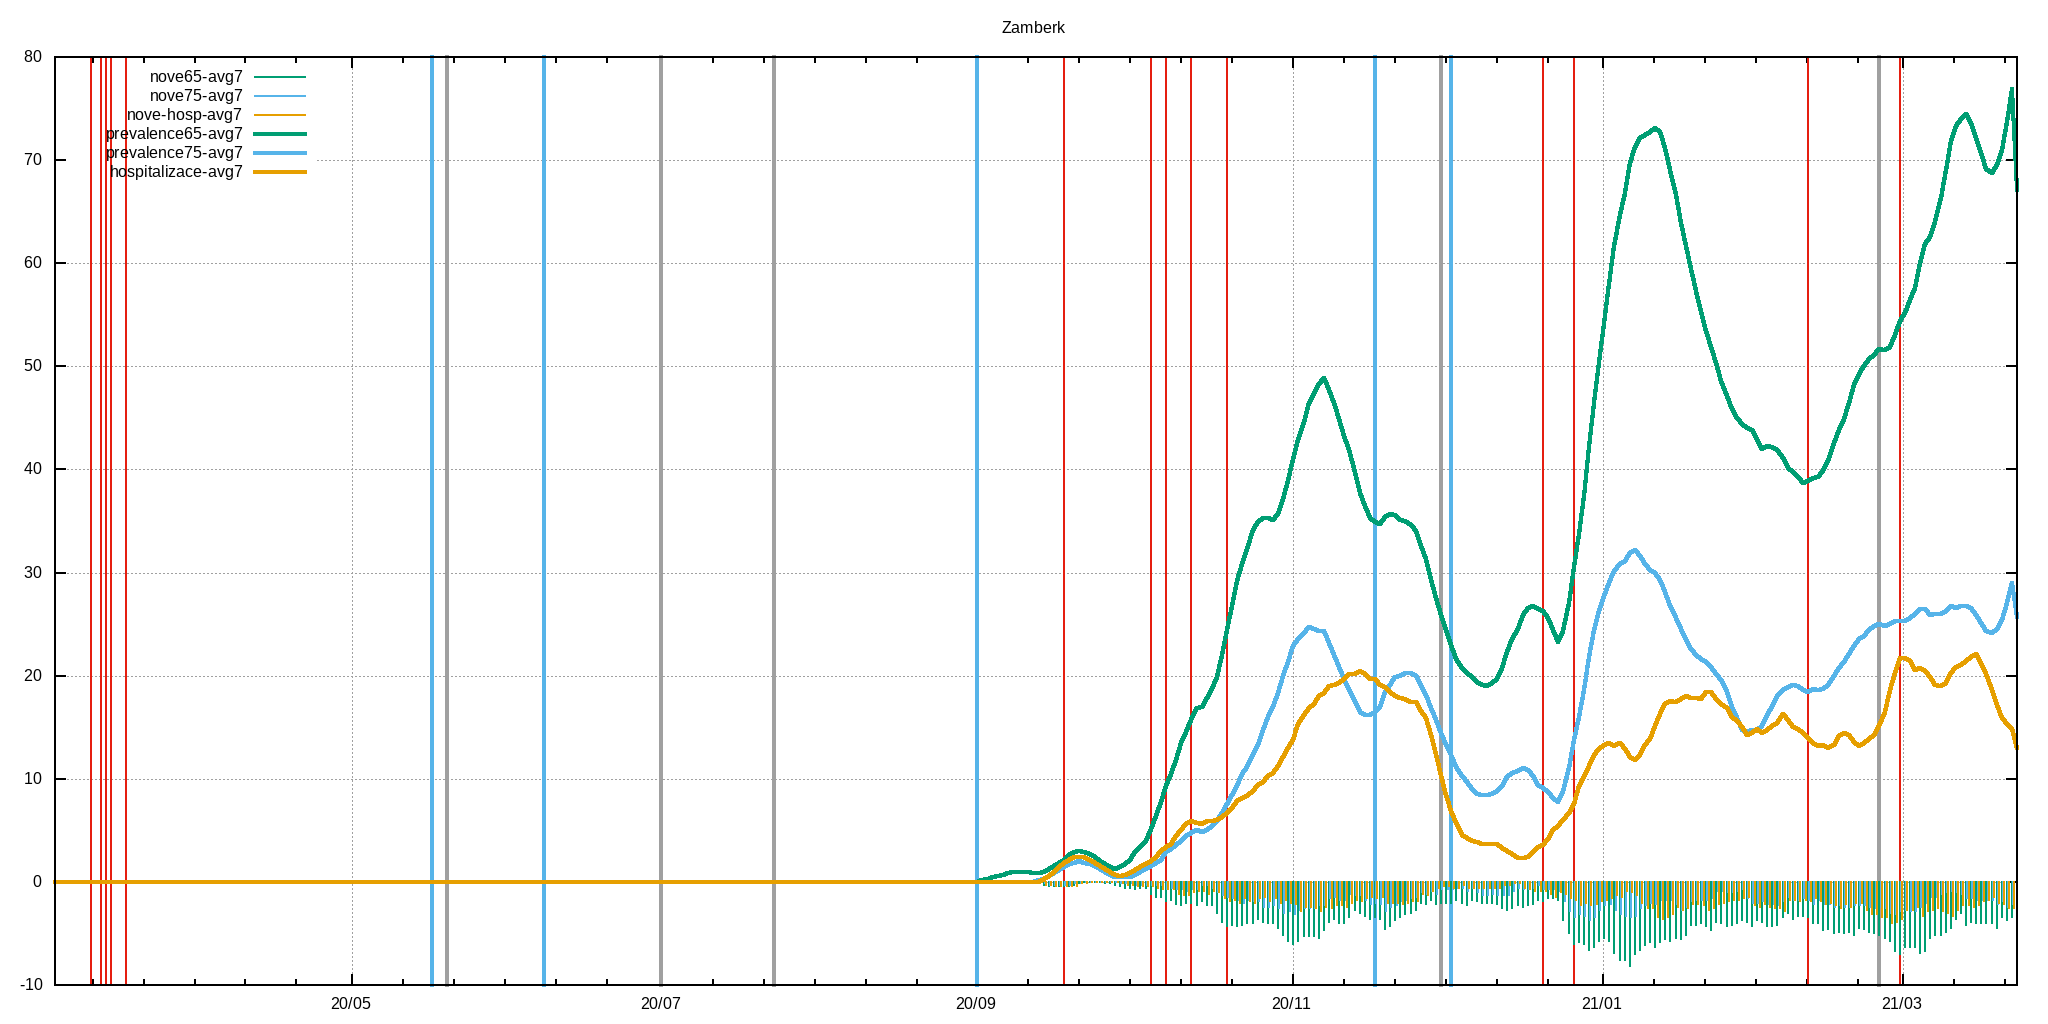 Zamberk
80
70
60
50
40
30
20
10
0
-10
nove65-avg7
nove75-avg7
nove-hosp-avg7
prevalence65-avg7
prevalence75-avg7
hospitalizace-avg7
20/05 20/07 20/09 20/11 21/01 21/03